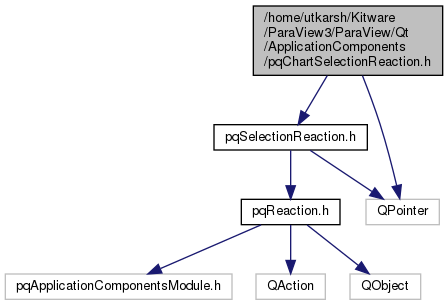 /home/utkarsh/Kitware
/ParaView3/ParaView/Qt
/ApplicationComponents
/pqChartSelectionReaction.h
pqSelectionReaction.h
pqReaction.h
QPointer
pqApplicationComponentsModule.h
QAction
QObject